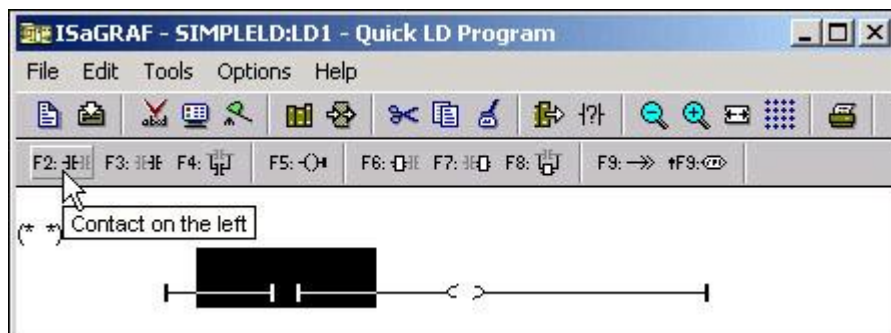 ISaGRAF - SIMPLELD:LD1 - Quick LD Program
File Edit Tools Options Help
abcd
F2: F3: F4: F5: F6: F7: F8: F9: ↑F9:
Contact on the left
(* *)